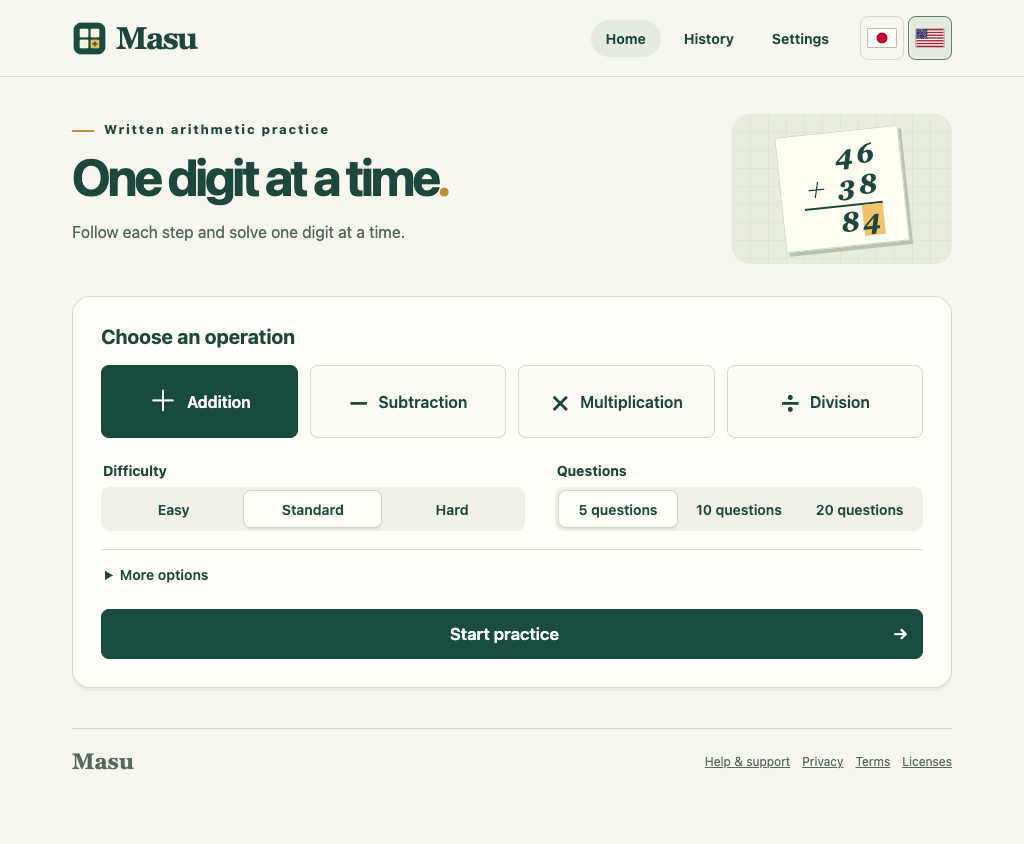 Masu
Home History Settings
Written arithmetic practice
One digit at a time.
Follow each step and solve one digit at a time.
46
+ 38
84
Choose an operation
+ Addition
− Subtraction
× Multiplication
÷ Division
Difficulty
Easy Standard Hard
Questions
5 questions 10 questions 20 questions
▶ More options
Start practice →
Masu
Help & support Privacy Terms Licenses